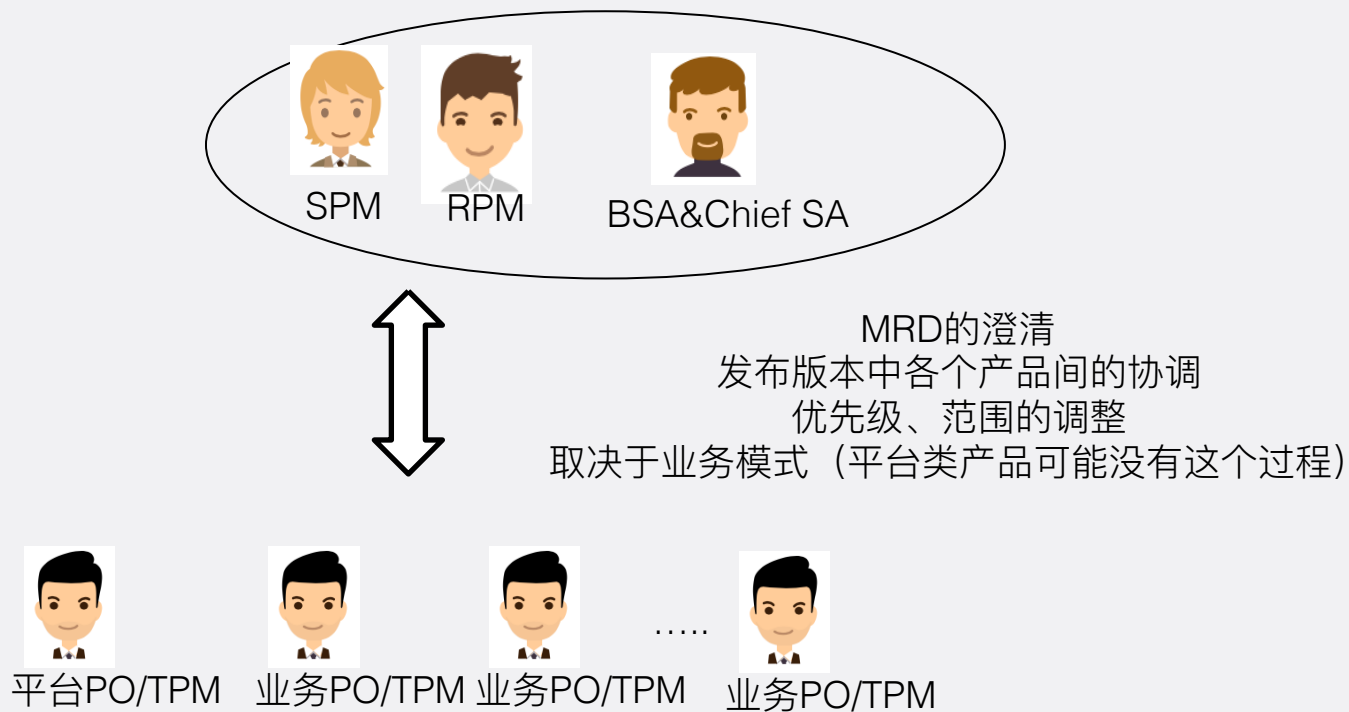 SPM
RPM
BSA&Chief SA
MRD的澄清
发布版本中各个产品间的协调
优先级、范围的调整
取决于业务模式（平台类产品可能没有这个过程）
.....
平台PO/TPM
业务PO/TPM
业务PO/TPM
业务PO/TPM